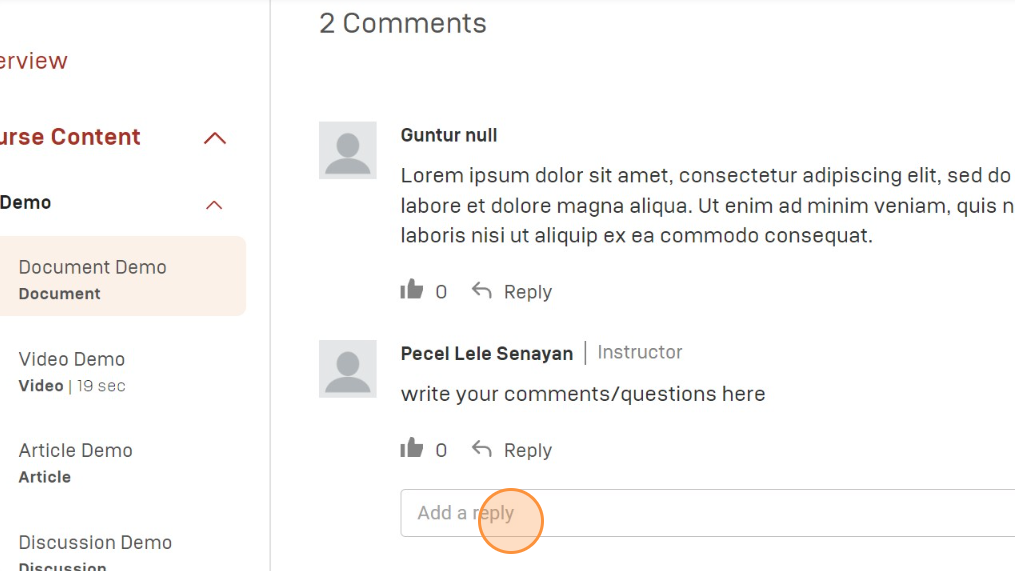 erview
urse Content
Demo
Document Demo
Document
Video Demo
Video | 19 sec
Article Demo
Article
Discussion Demo
Discussion
2 Comments
Guntur null
Lorem ipsum dolor sit amet, consectetur adipiscing elit, sed do
labore et dolore magna aliqua. Ut enim ad minim veniam, quis n
laboris nisi ut aliquip ex ea commodo consequat.
0 Reply
Pecel Lele Senayan | Instructor
write your comments/questions here
0 Reply
Add a reply